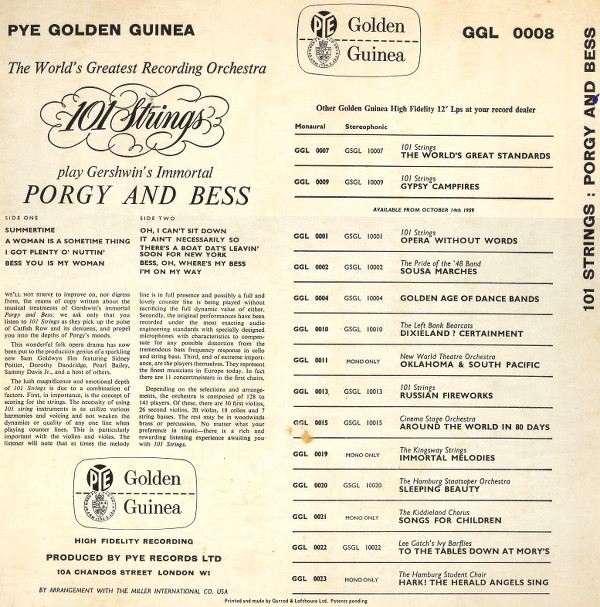 PYE GOLDEN GUINEA
The World's Greatest Recording Orchestra
101 Strings
play Gershwin's Immortal
PORGY AND BESS
SIDE ONE
SUMMERTIME
A WOMAN IS A SOMETIME THING
I GOT PLENTY O' NUTTIN'
BESS YOU IS MY WOMAN
SIDE TWO
OH, I CAN'T SIT DOWN
IT AIN'T NECESSARILY SO
THERE'S A BOAT DAT'S LEAVIN'
SOON FOR NEW YORK
BESS, OH, WHERE'S MY BESS
I'M ON MY WAY
WE'LL NOT STRIVE to improve on, nor digress
from, the reams of copy written about the
musical treatments of Gershwin's immortal
Porgy and Bess; we ask only that you
listen to 101 Strings as they pick up the pulse
of Catfish Row and its denizens, and propel
you into the depths of Porgy's moods.
This wonderful folk opera drama has now
been put to the production genius of a sparkling
new Sam Goldwyn film featuring Sidney
Poitier, Dorothy Dandridge, Pearl Bailey,
Sammy Davis Jr., and a host of others.
The lush magnificence and emotional depth
of 101 Strings is due to a combination of
factors. First, in importance, is the concept of
scoring for the strings. The necessity of using
101 string instruments is to utilize various
harmonies and voicing and not weaken the
dynamics or quality of any one line when
playing counter lines. This is particularly
important with the violins and violas. The
listener will note that at times the melody
line is in full presence and possibly a full and
lovely counter line is being played without
sacrificing the full dynamic value of either.
Secondly, the original performances have been
recorded under the most exacting audio
engineering standards with specially designed
microphones with characteristics to compen-
sate for any possible distortion from the
tremendous bass frequency response in cello
and string bass. Third, and of extreme import-
ance, are the players themselves. They represent
the finest musicians in Europe today. In fact
there are 11 concertmeisters in the first chairs.
Depending on the selections and arrange-
ments, the orchestra is composed of 128 to
141 players. Of these, there are 30 first violins,
26 second violins, 20 violas, 18 cellos and 7
string basses. The rest may be in woodwinds
brass or percussion. No matter what your
preference in music—there is a rich and
rewarding listening experience awaiting you
with 101 Strings.
PYE
Golden
Guinea
HIGH FIDELITY RECORDING
PRODUCED BY PYE RECORDS LTD
10A CHANDOS STREET LONDON W1
BY ARRANGEMENT WITH THE MILLER INTERNATIONAL CO. USA
PYE
Golden
Guinea
GGL 0008
Other Golden Guinea High Fidelity 12" Lps at your record dealer
Monaural Stereophonic
101 Strings
GGL 0007 GSGL 10007 THE WORLD'S GREAT STANDARDS
101 Strings
GGL 0009 GSGL 10009 GYPSY CAMPFIRES
AVAILABLE FROM OCTOBER 14th 1959
101 Strings
GGL 0001 GSGL 10001 OPERA WITHOUT WORDS
The Pride of the '48 Band
GGL 0002 GSGL 10002 SOUSA MARCHES
GGL 0004 GSGL 10004 GOLDEN AGE OF DANCE BANDS
The Left Bank Bearcats
GGL 0010 GSGL 10010 DIXIELAND? CERTAINMENT
New World Theatre Orchestra
GGL 0011 MONO ONLY OKLAHOMA & SOUTH PACIFIC
101 Strings
GGL 0013 GSGL 10013 RUSSIAN FIREWORKS
Cinema Stage Orchestra
GGL 0015 GSGL 10015 AROUND THE WORLD IN 80 DAYS
The Kingsway Strings
GGL 0019 MONO ONLY IMMORTAL MELODIES
The Hamburg Staatsoper Orchestra
GGL 0020 GSGL 10020 SLEEPING BEAUTY
The Kiddieland Chorus
GGL 0021 MONO ONLY SONGS FOR CHILDREN
Lee Gotch's Ivy Barflies
GGL 0022 GSGL 10022 TO THE TABLES DOWN AT MORY'S
The Hamburg Student Choir
GGL 0023 MONO ONLY HARK! THE HERALD ANGELS SING
Printed and made by Garrod & Lofthouse Ltd. Patents pending
101 STRINGS : PORGY AND BESS